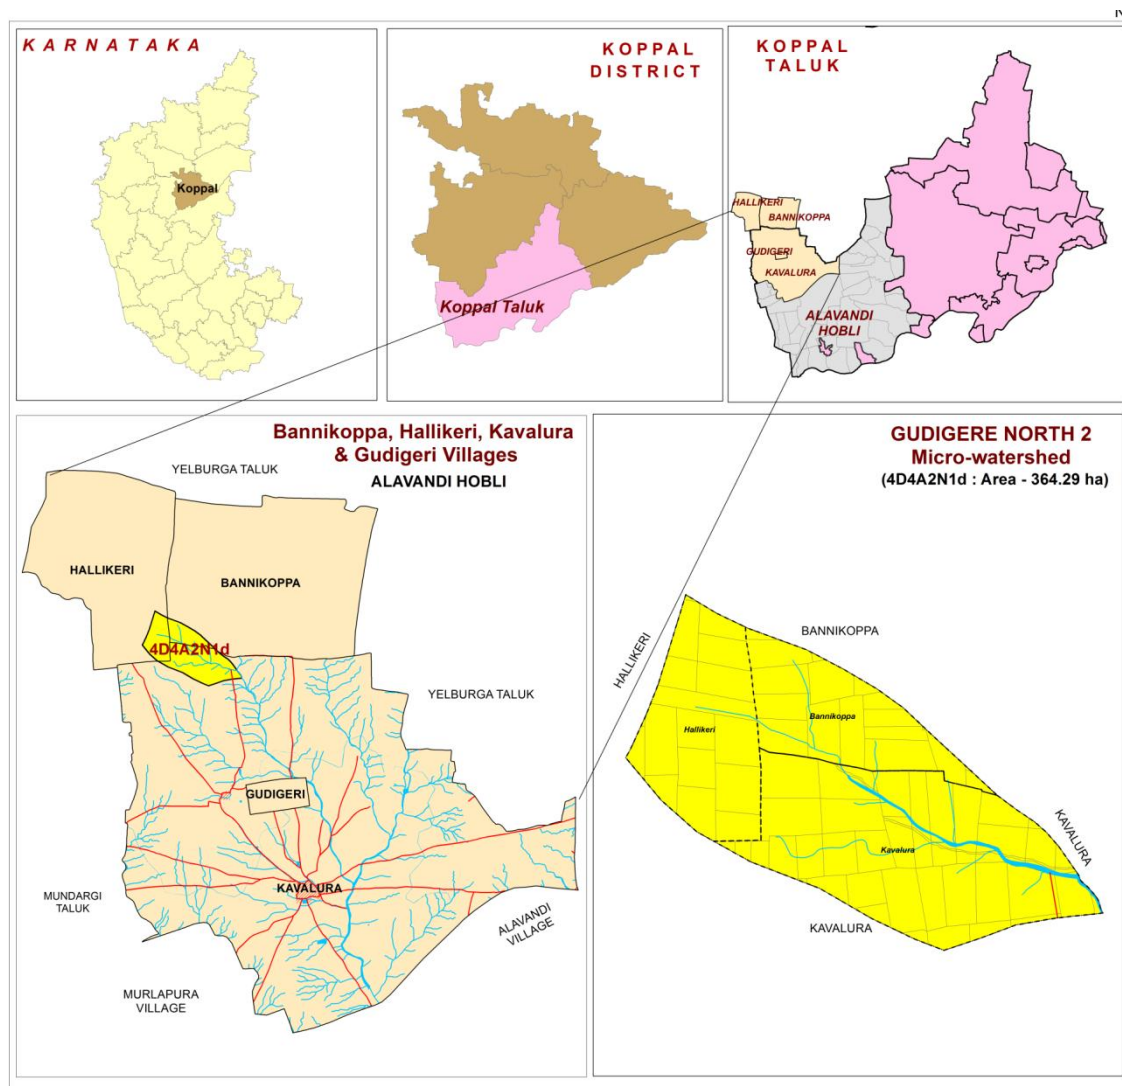 KARNATAKA
Koppal
KOPPAL
DISTRICT
Koppal Taluk
KOPPAL
TALUK
HALLIKERI
BANNIKOPPA
GUDIGERI
KAVALURA
ALAVANDI
HOBLI
Bannikoppa, Hallikeri, Kavalura
& Gudigeri Villages
YELBURGA TALUK
ALAVANDI HOBLI
HALLIKERI
BANNIKOPPA
4D4A2N1d
YELBURGA TALUK
GUDIGERI
KAVALURA
MUNDARGI
TALUK
ALAVANDI
VILLAGE
MURLAPURA
VILLAGE
GUDIGERE NORTH 2
Micro-watershed
(4D4A2N1d : Area - 364.29 ha)
HALLIKERI
BANNIKOPPA
Hallikeri
Bannikoppa
Kavalura
KAVALURA
KAVALURA